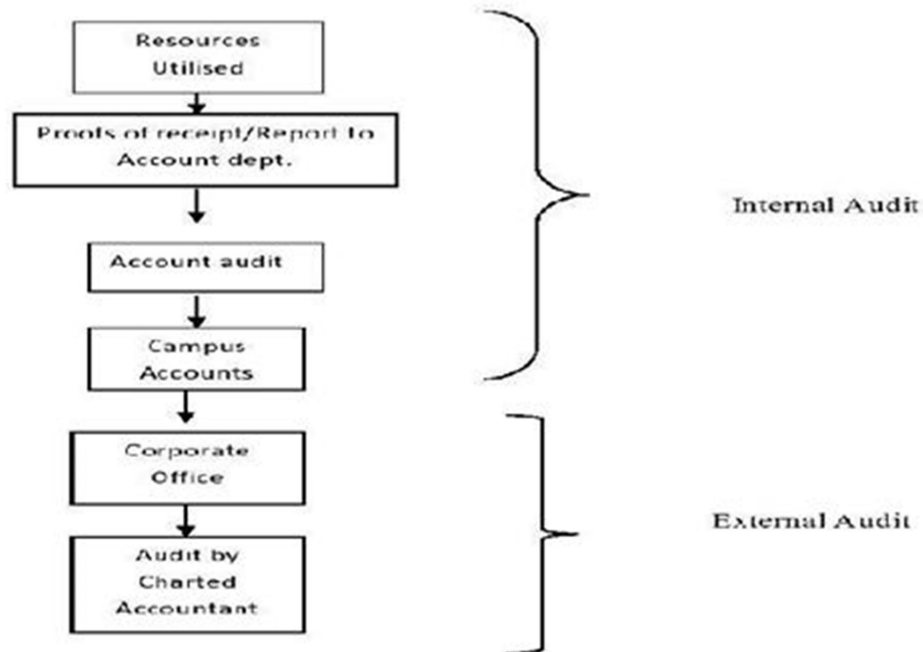 Resources
Utilised
Proofs of receipt/Report to
Account dept.
Account audit
Campus
Accounts
Internal Audit
Corporate
Office
Audit by
Charted
Accountant
External Audit